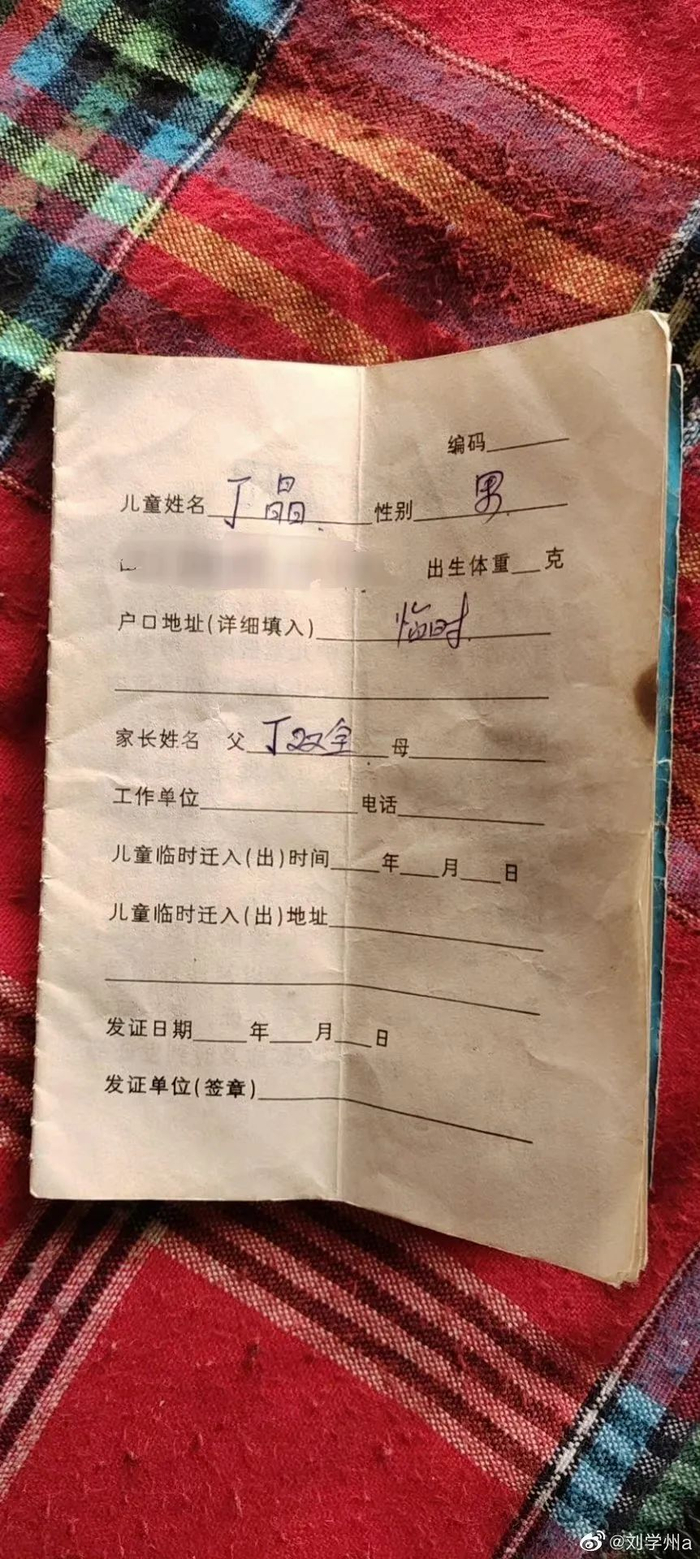 编码
儿童姓名 丁晶 性别 男
出生体重 克
户口地址(详细填入) 临时
家长姓名 父 丁双全 母
工作单位 电话
儿童临时迁入(出)时间 年 月 日
儿童临时迁入(出)地址
发证日期 年 月 日
发证单位(签章)
@刘学州a